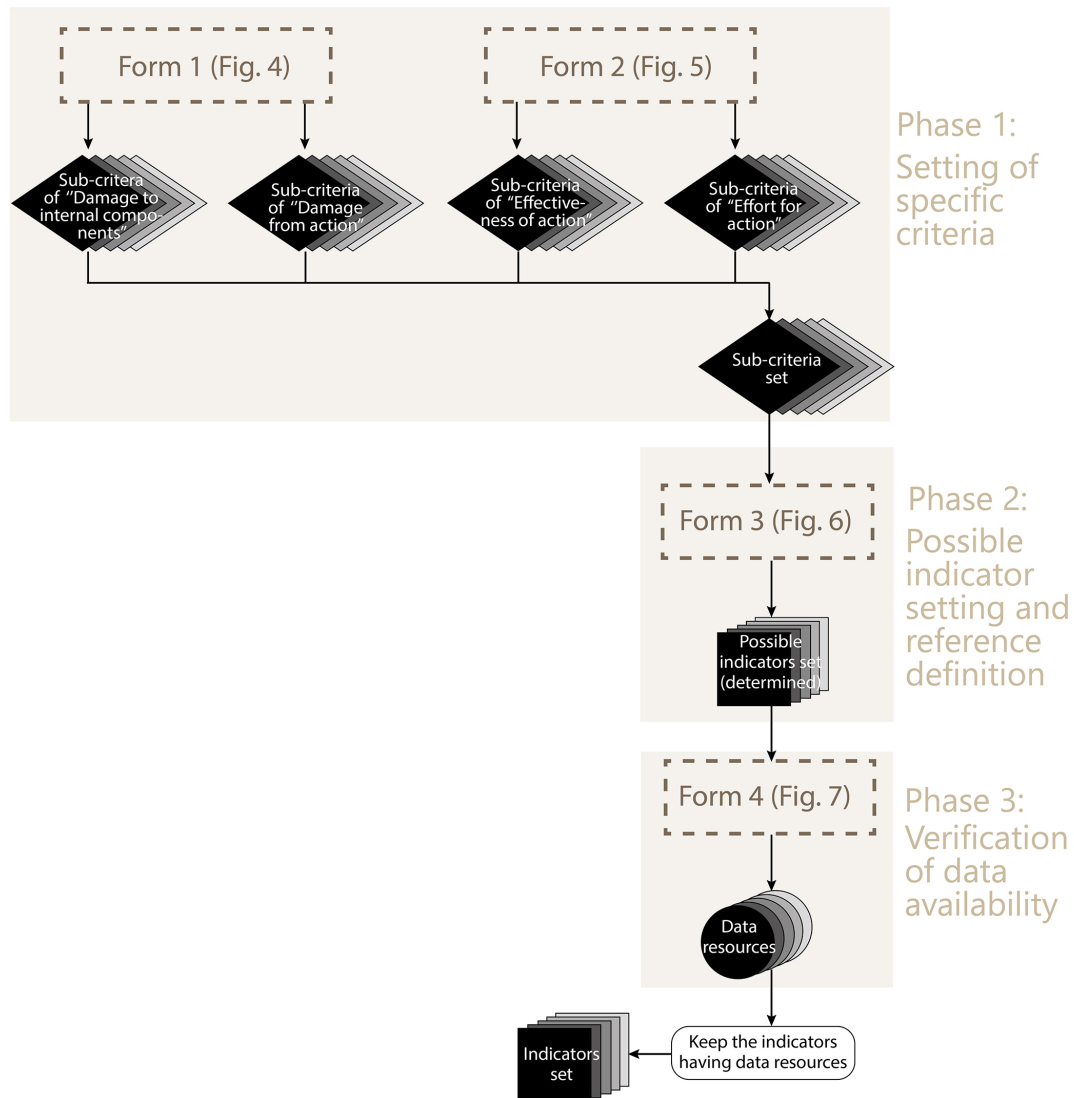 Form 1 (Fig. 4)
Form 2 (Fig. 5)
Phase 1:
Setting of
specific
criteria
Sub-critera
of “Damage to
internal compo-
nents”
Sub-criteria
of “Damage
from action”
Sub-criteria
of “Effective-
ness of action”
Sub-criteria
of “Effort for
action”
Sub-criteria
set
Phase 2:
Possible
indicator
setting and
reference
definition
Form 3 (Fig. 6)
Possible
indicators set
(determined)
Phase 3:
Verification
of data
availability
Form 4 (Fig. 7)
Data
resources
Keep the indicators
having data resources
Indicators
set